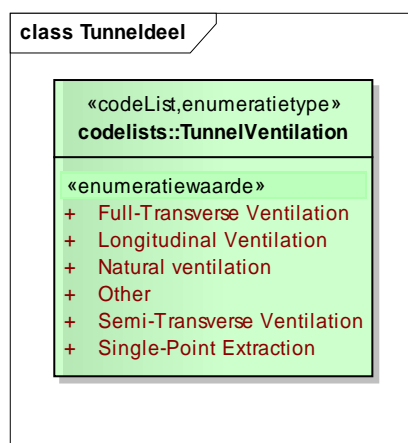 class Tunneldeel
«codeList,enumeratietype»
codelists::TunnelVentilation
«enumeratiewaarde»
+ Full-Transverse Ventilation
+ Longitudinal Ventilation
+ Natural ventilation
+ Other
+ Semi-Transverse Ventilation
+ Single-Point Extraction